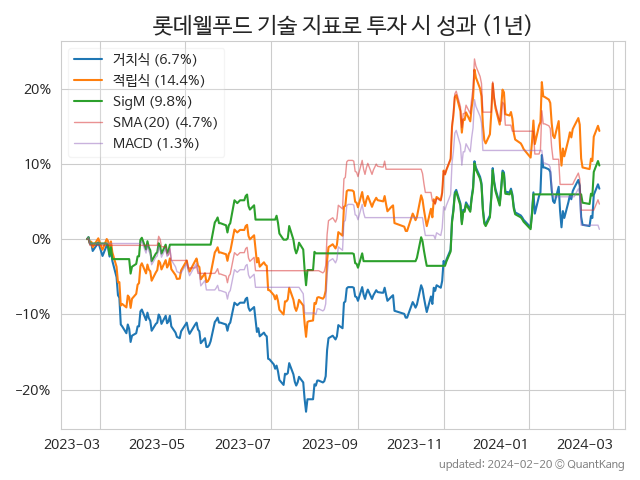 롯데웰푸드 기술 지표로 투자 시 성과 (1년)
거치식 (6.7%)
적립식 (14.4%)
SigM (9.8%)
SMA(20) (4.7%)
MACD (1.3%)
20%
10%
0%
−10%
−20%
2023-03 2023-05 2023-07 2023-09 2023-11 2024-01 2024-03
updated: 2024-02-20 © QuantKang